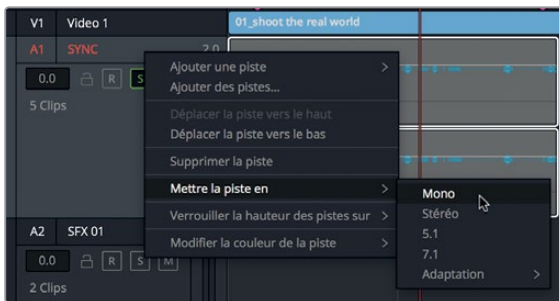 V1 Video 1 01_shoot the real world
A1 SYNC 2.0
0.0 R S
5 Clips
Ajouter une piste >
Ajouter des pistes...
Déplacer la piste vers le haut
Déplacer la piste vers le bas
Supprimer la piste
Mettre la piste en >
Verrouiller la hauteur des pistes sur >
Modifier la couleur de la piste >
Mono
Stéréo
5.1
7.1
Adaptation >
A2 SFX 01
0.0 R S M
2 Clips